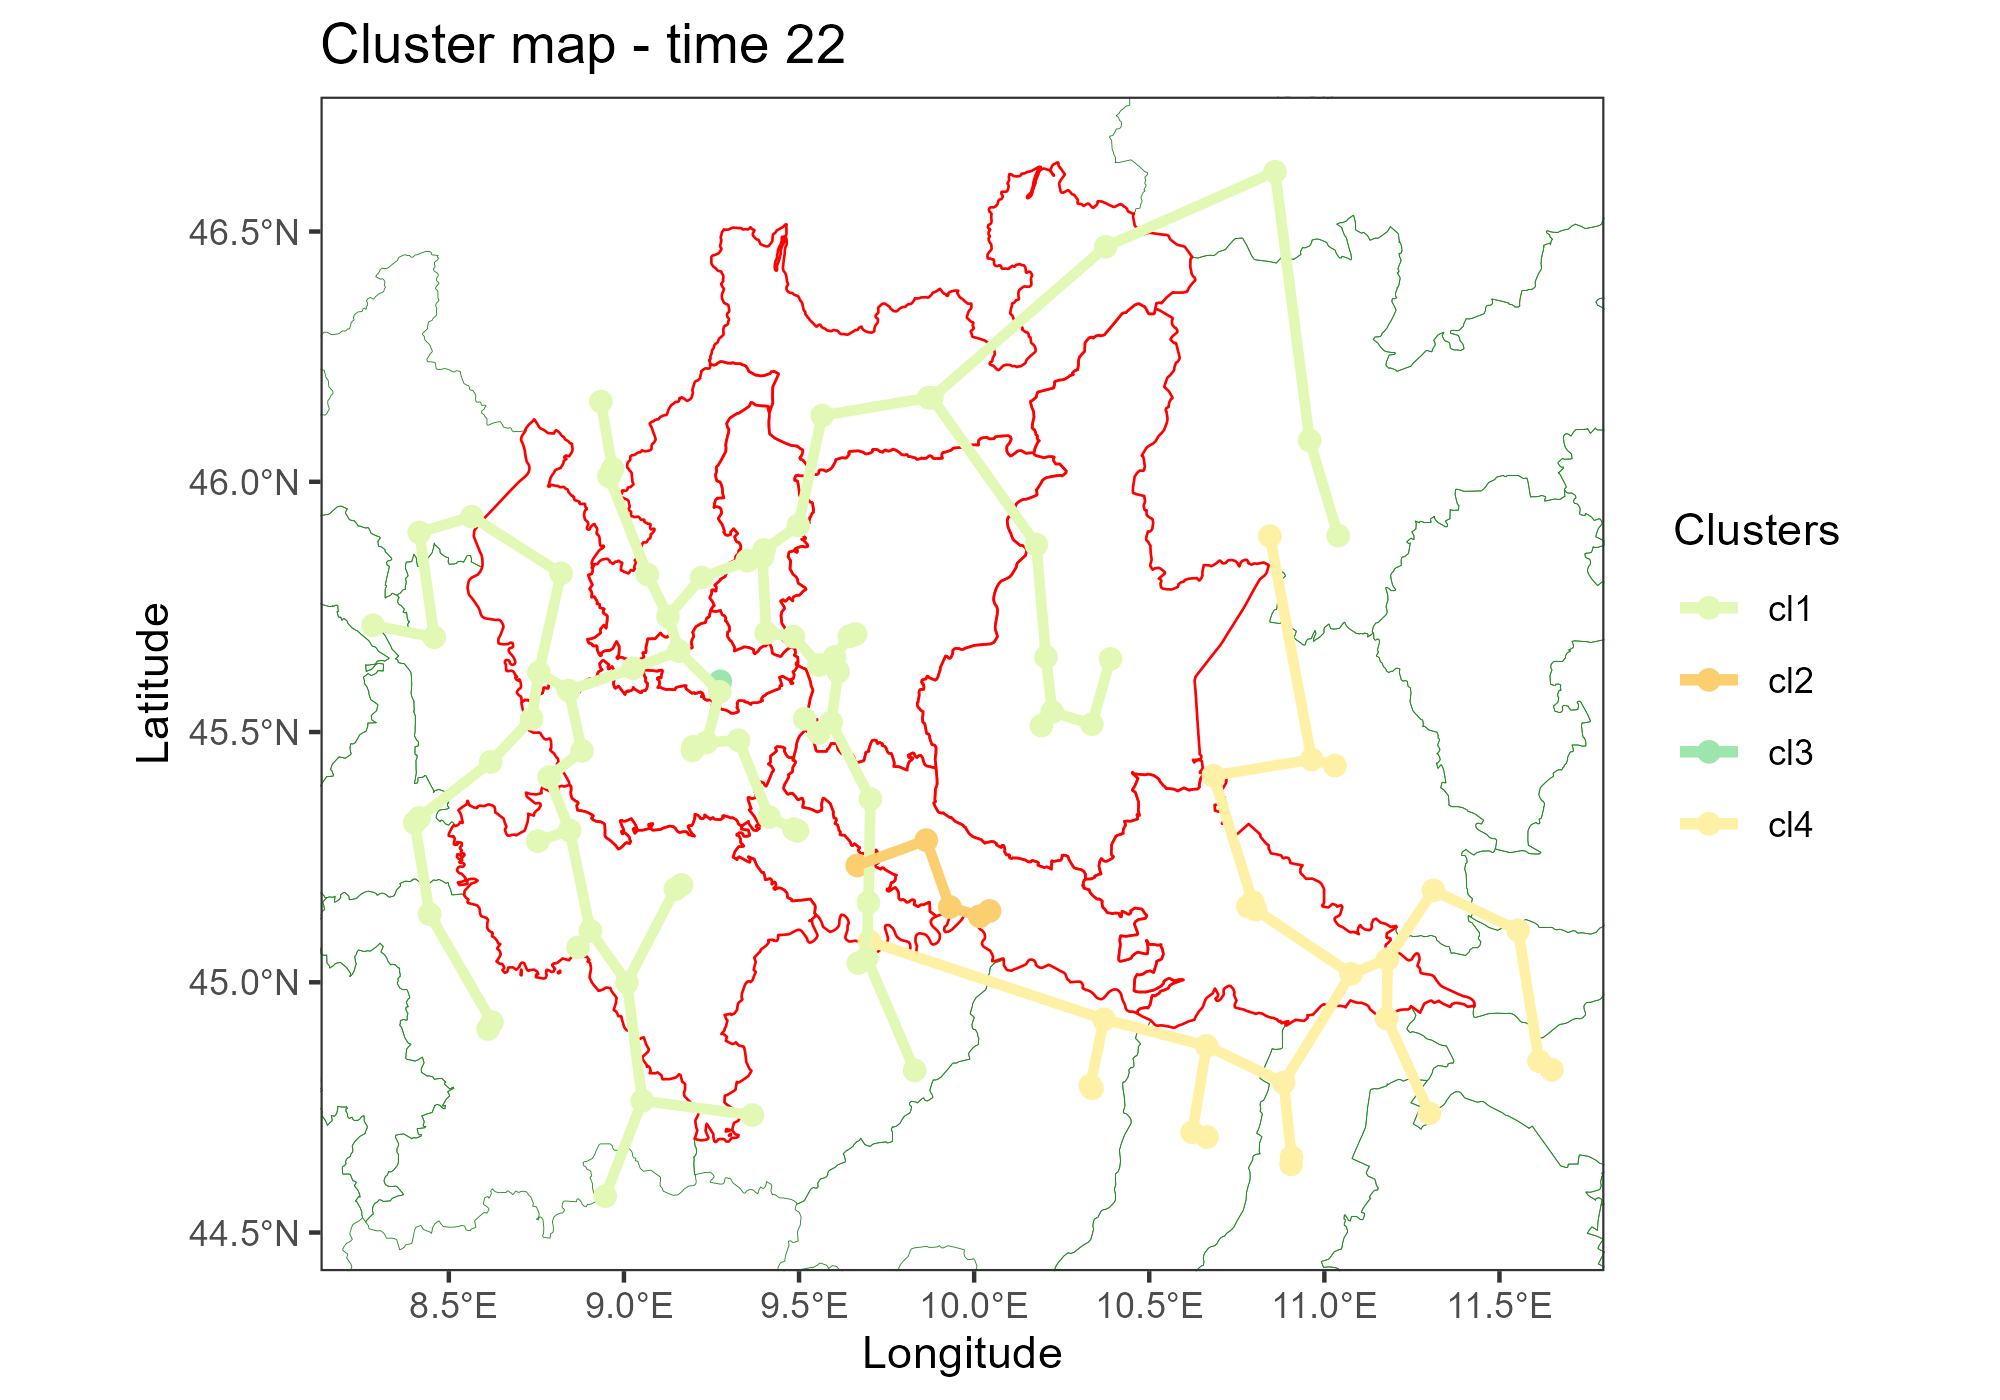 Cluster map - time 22
46.5°N
46.0°N
45.5°N
45.0°N
44.5°N
Latitude
8.5°E 9.0°E 9.5°E 10.0°E 10.5°E 11.0°E 11.5°E
Longitude
Clusters
cl1
cl2
cl3
cl4